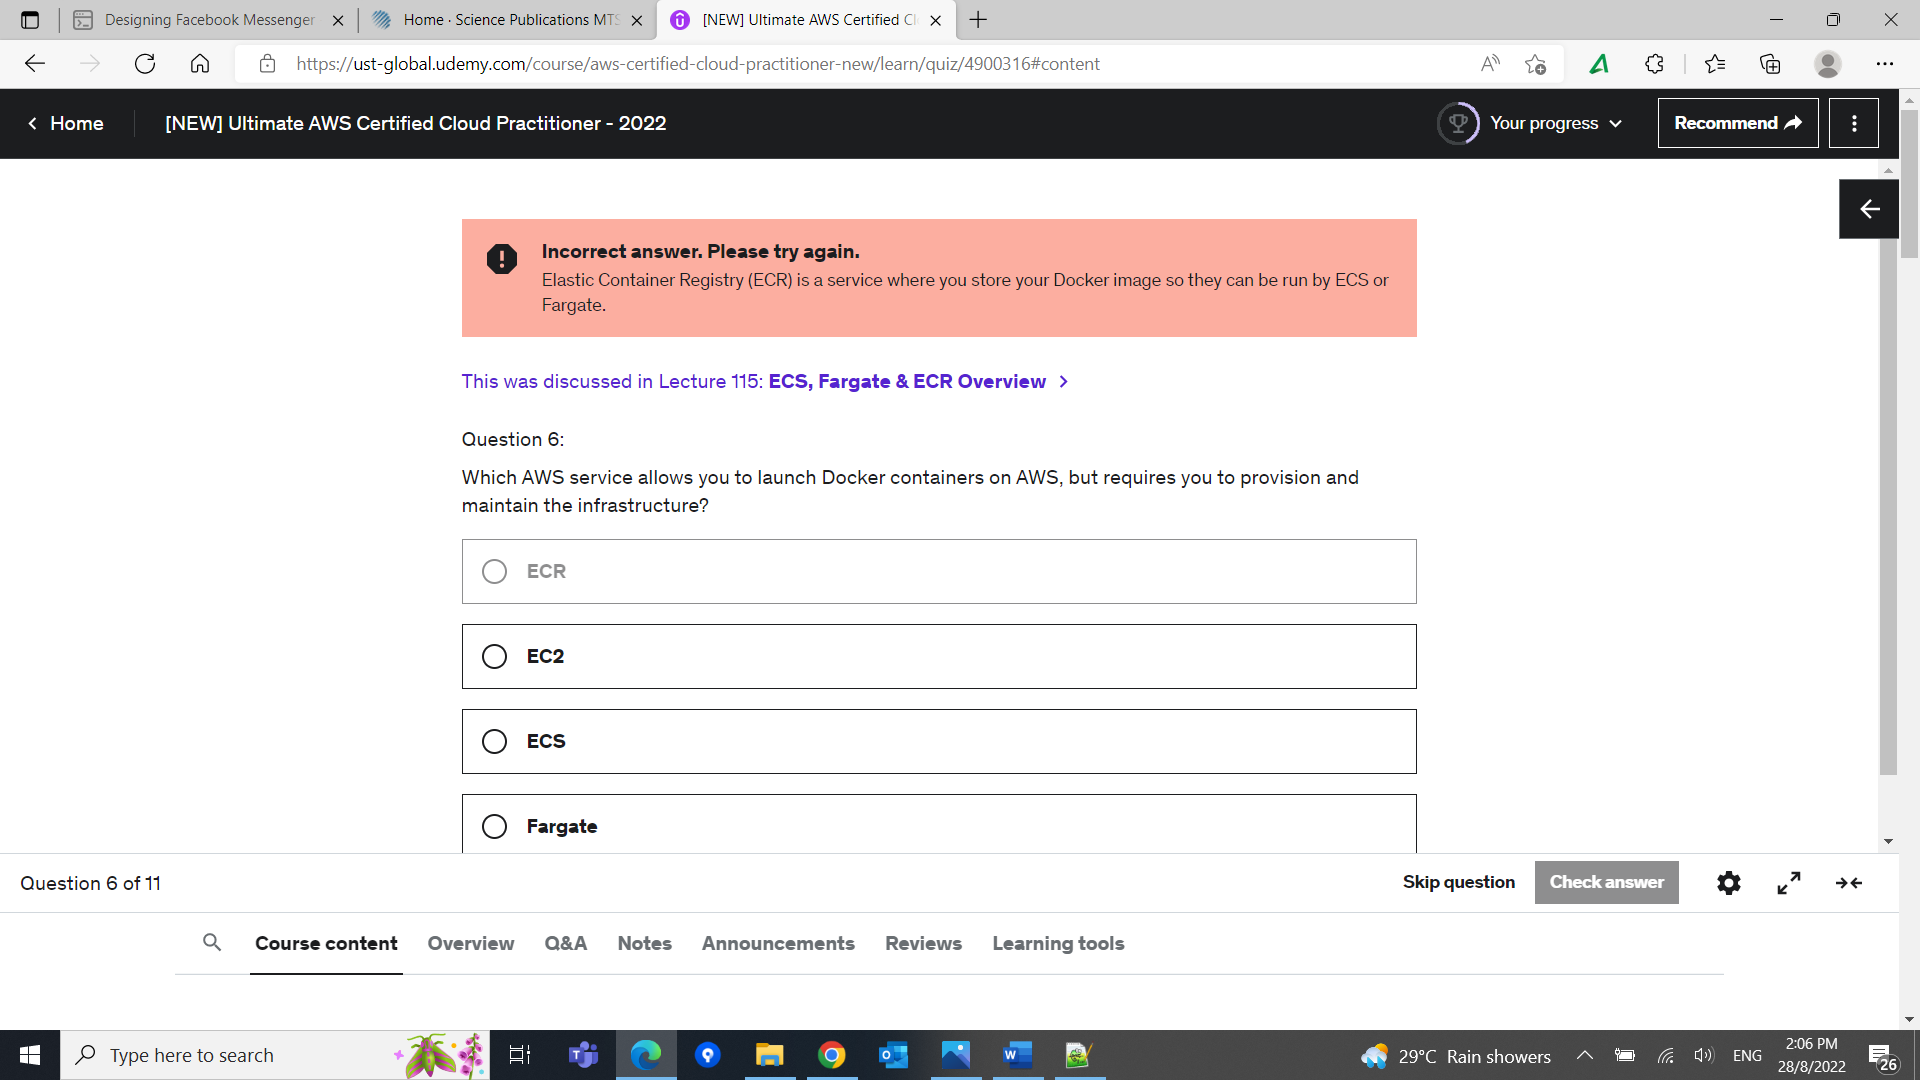 Designing Facebook Messenger
Home · Science Publications MTS
[NEW] Ultimate AWS Certified Cl
https://ust-global.udemy.com/course/aws-certified-cloud-practitioner-new/learn/quiz/4900316#content
Home
[NEW] Ultimate AWS Certified Cloud Practitioner - 2022
Your progress
Recommend
Incorrect answer. Please try again.
Elastic Container Registry (ECR) is a service where you store your Docker image so they can be run by ECS or
Fargate.
This was discussed in Lecture 115: ECS, Fargate & ECR Overview
Question 6:
Which AWS service allows you to launch Docker containers on AWS, but requires you to provision and
maintain the infrastructure?
ECR
EC2
ECS
Fargate
Question 6 of 11
Skip question
Check answer
Course content
Overview
Q&A
Notes
Announcements
Reviews
Learning tools
Type here to search
29°C Rain showers
ENG
2:06 PM
28/8/2022
26